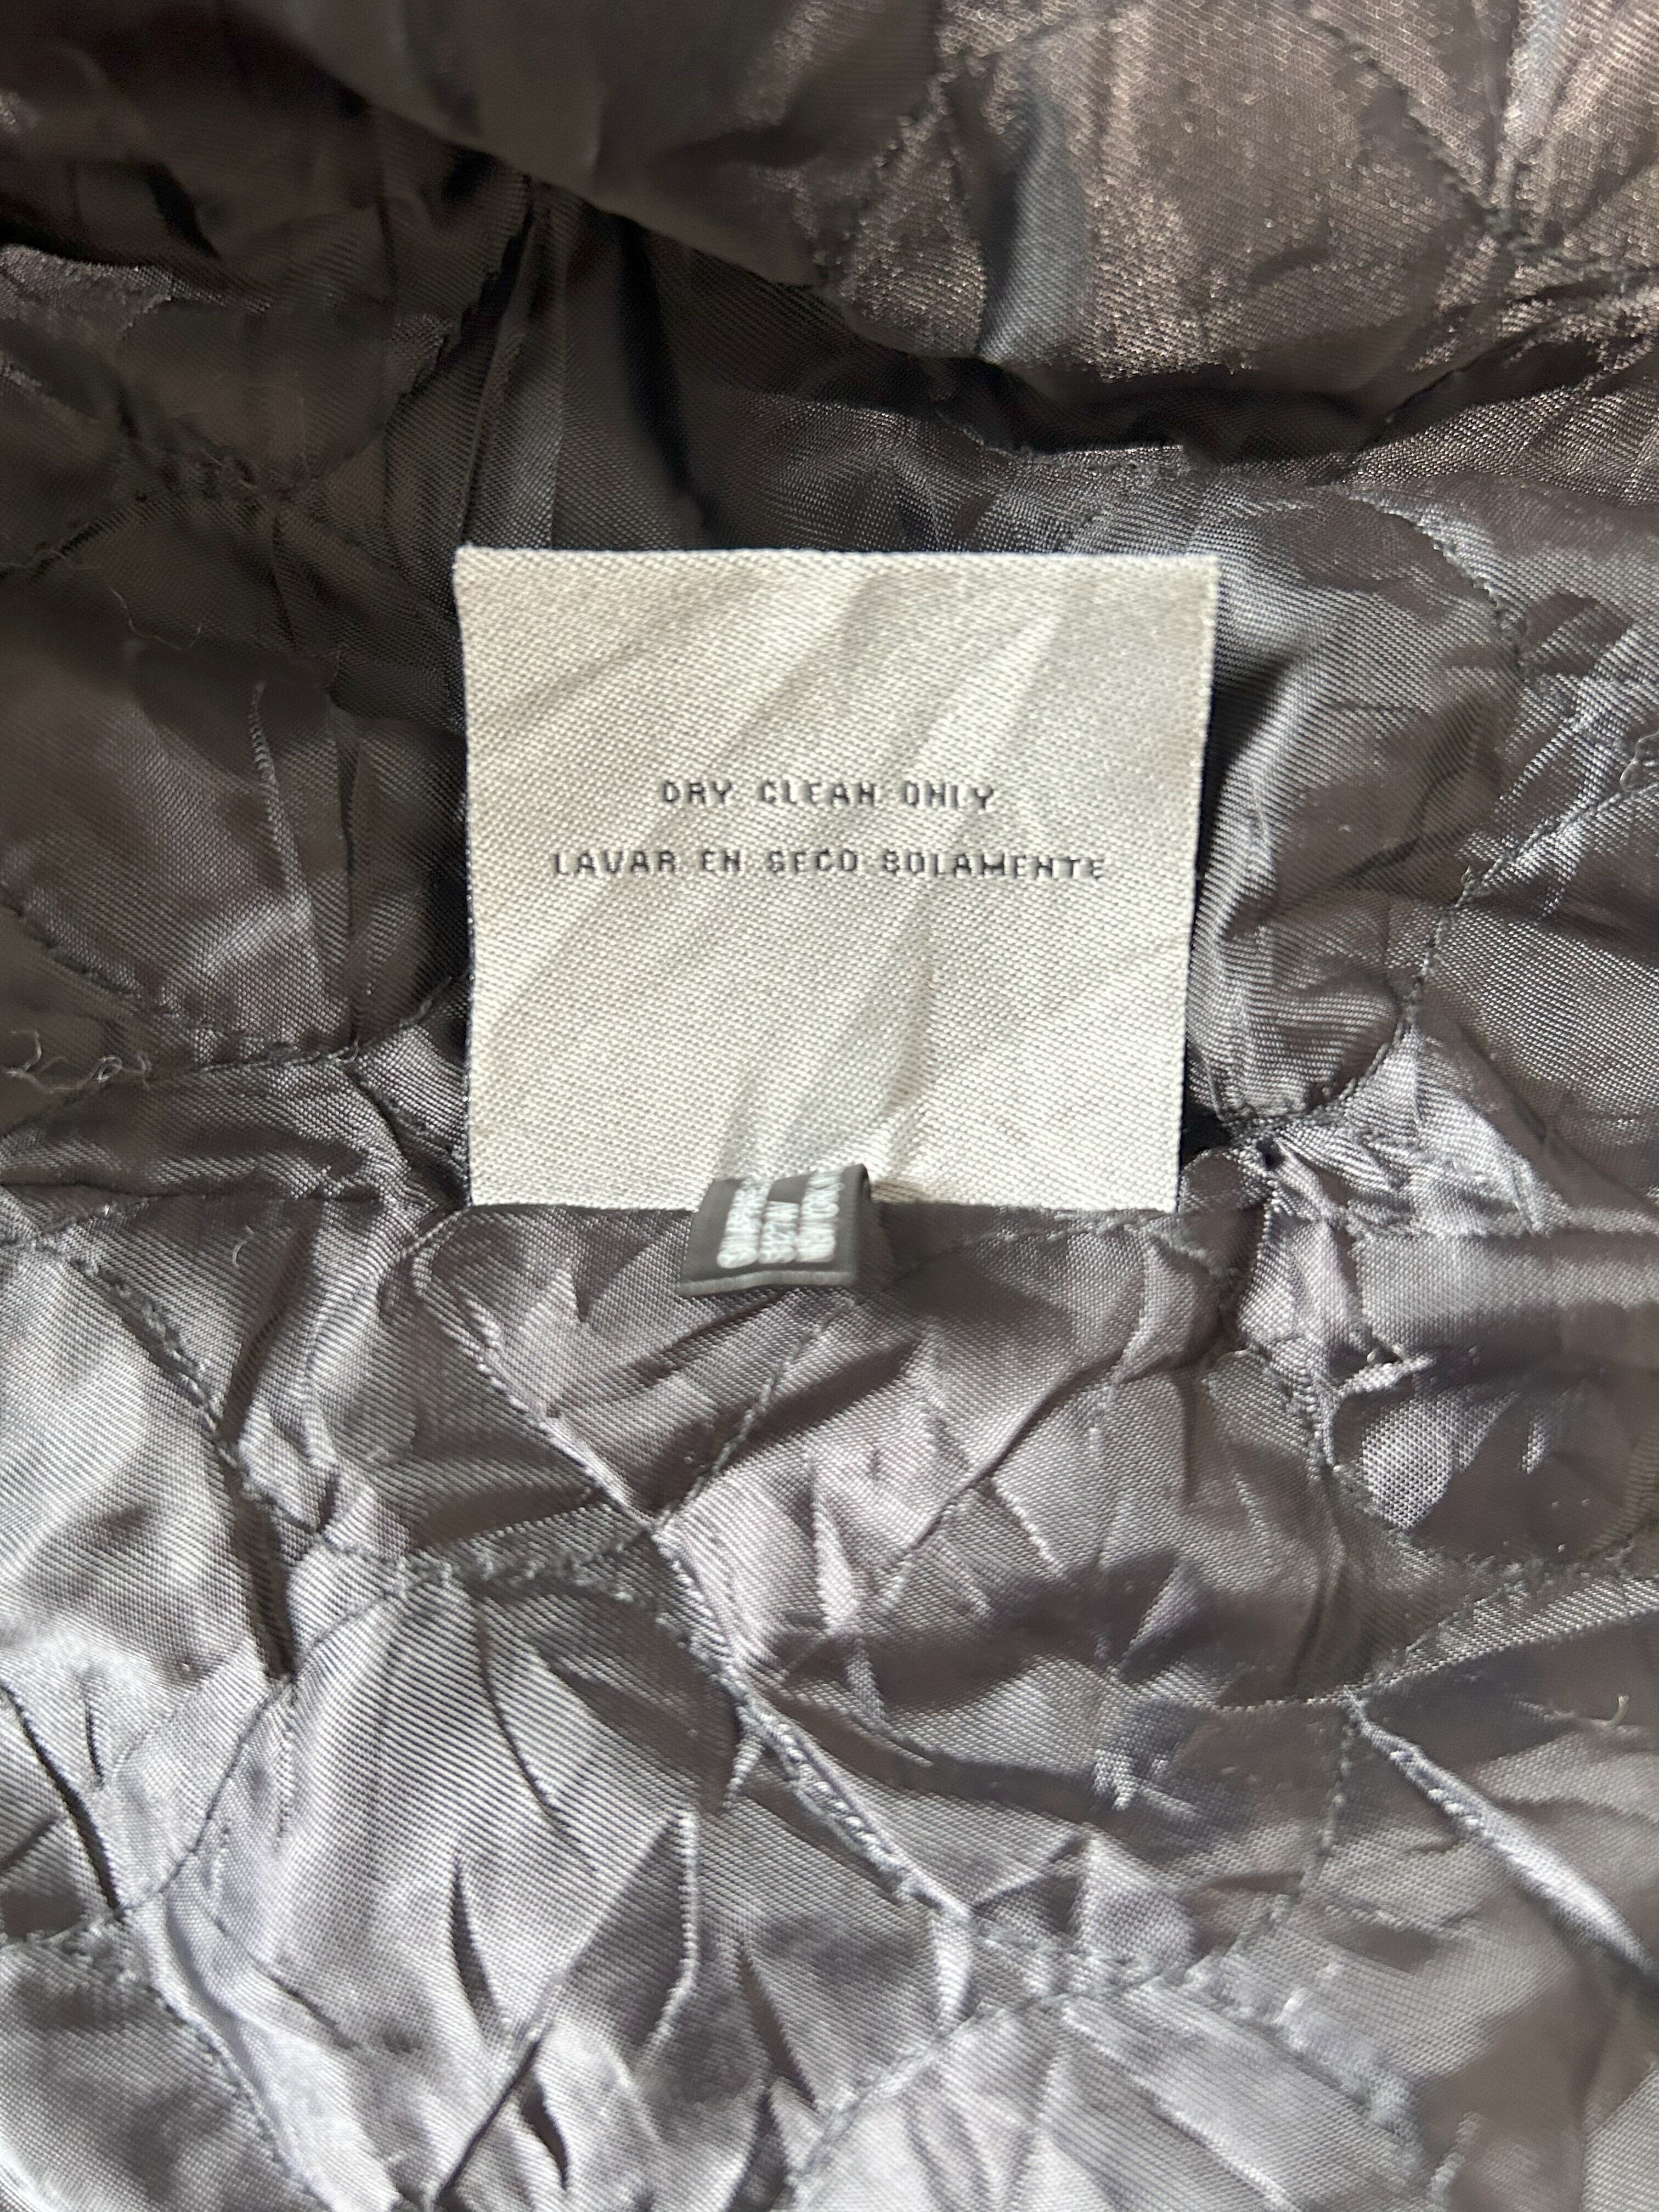 DRY CLEAN ONLY
LAVAR EN SECO SOLAMENTE